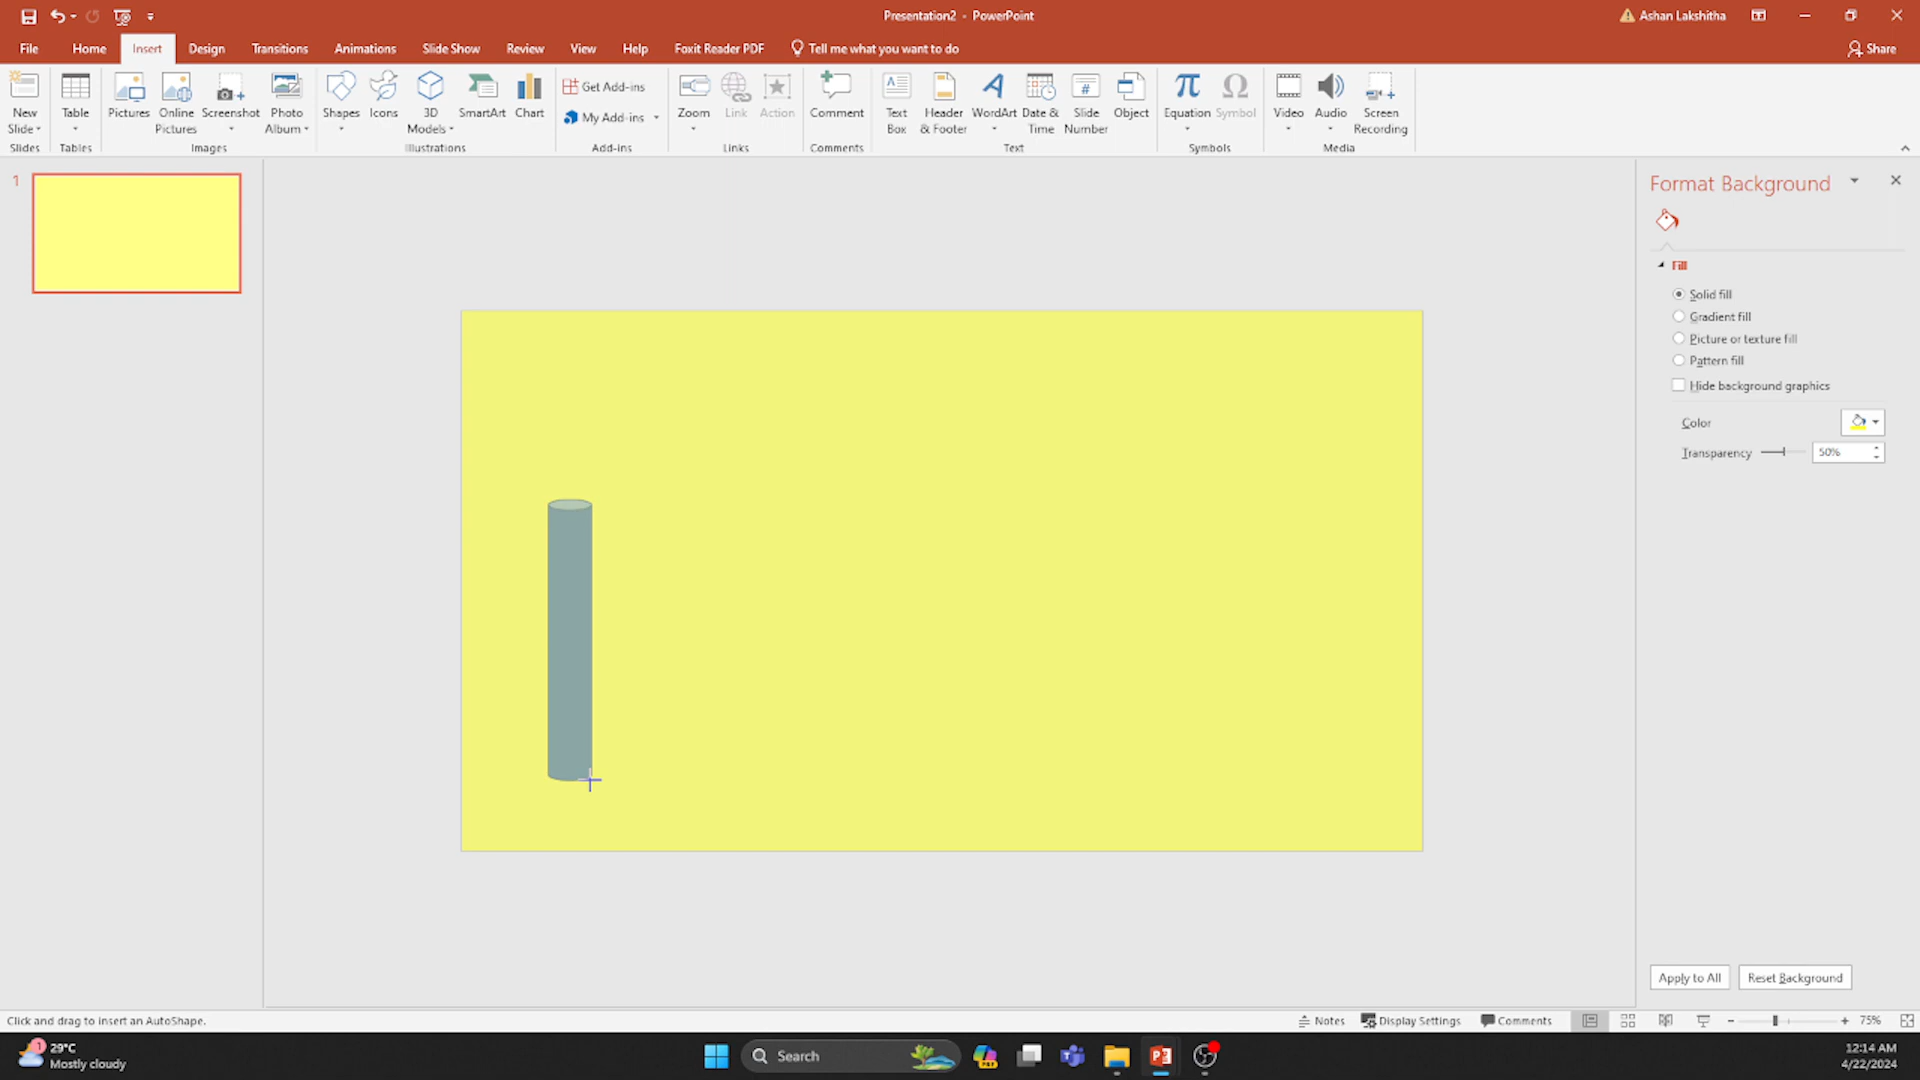 Presentation2 - PowerPoint
Ashan Lakshitha
File Home Insert Design Transitions Animations Slide Show Review View Help Foxit Reader PDF Tell me what you want to do
Share
New Slide
Table
Pictures
Online Pictures
Screenshot
Photo Album
Shapes
Icons
3D Models
SmartArt
Chart
Get Add-ins
My Add-ins
Zoom
Link
Action
Comment
Text Box
Header & Footer
WordArt
Date & Time
Slide Number
Object
Equation
Symbol
Video
Audio
Screen Recording
Slides Tables Images Illustrations Add-ins Links Comments Text Symbols Media
1
Format Background
Fill
Solid fill
Gradient fill
Picture or texture fill
Pattern fill
Hide background graphics
Color
Transparency 50%
Apply to All Reset Background
Click and drag to insert an AutoShape.
Notes Display Settings Comments 75%
29°C
Mostly cloudy
Search
12:14 AM
4/22/2024